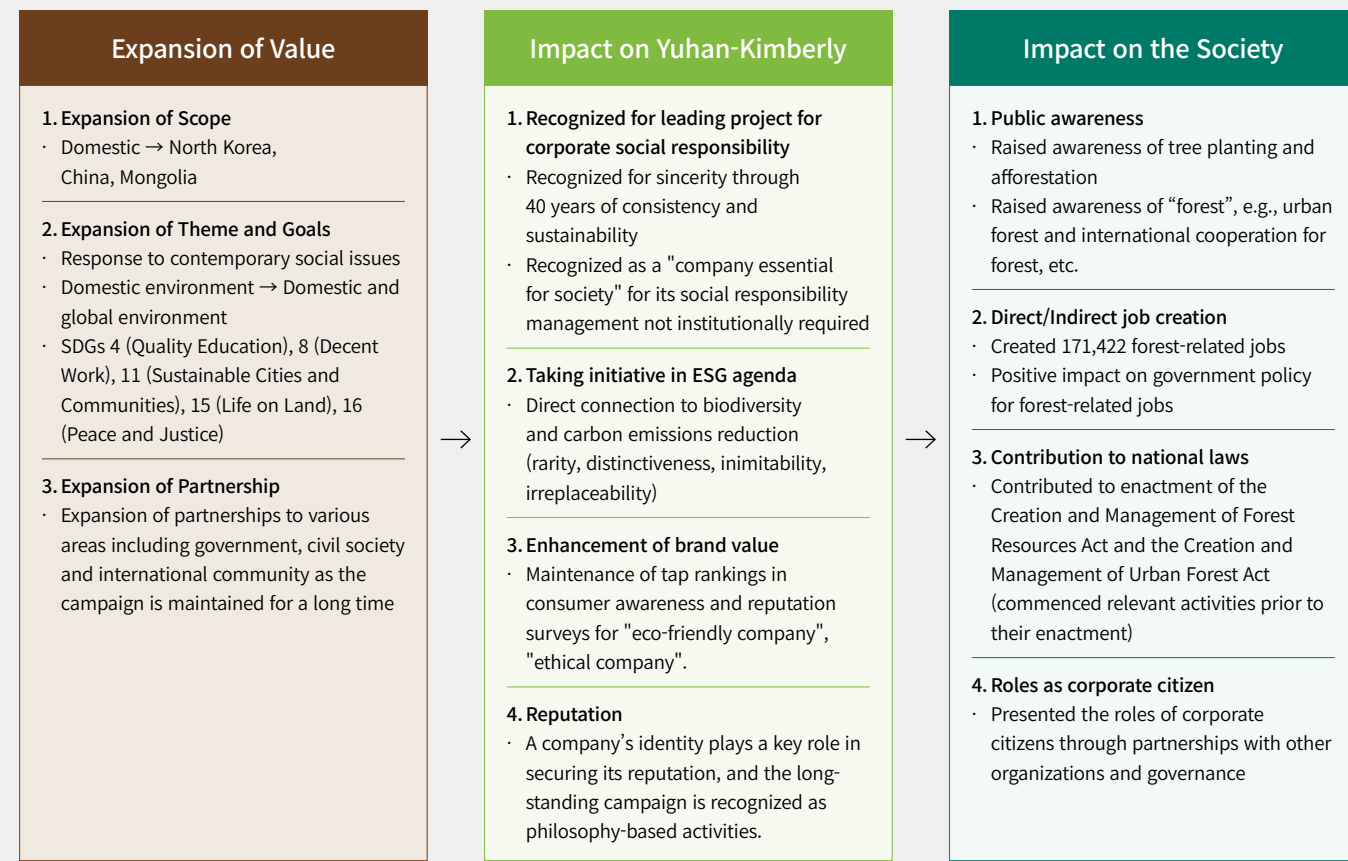 Expansion of Value
1. Expansion of Scope
· Domestic → North Korea,
China, Mongolia
2. Expansion of Theme and Goals
· Response to contemporary social issues
· Domestic environment → Domestic and
global environment
· SDGs 4 (Quality Education), 8 (Decent
Work), 11 (Sustainable Cities and
Communities), 15 (Life on Land), 16
(Peace and Justice)
3. Expansion of Partnership
· Expansion of partnerships to various
areas including government, civil society
and international community as the
campaign is maintained for a long time
→
Impact on Yuhan-Kimberly
1. Recognized for leading project for
corporate social responsibility
· Recognized for sincerity through
40 years of consistency and
sustainability
· Recognized as a "company essential
for society" for its social responsibility
management not institutionally required
2. Taking initiative in ESG agenda
· Direct connection to biodiversity
and carbon emissions reduction
(rarity, distinctiveness, inimitability,
irreplaceability)
3. Enhancement of brand value
· Maintenance of tap rankings in
consumer awareness and reputation
surveys for "eco-friendly company",
"ethical company".
4. Reputation
· A company’s identity plays a key role in
securing its reputation, and the long-
standing campaign is recognized as
philosophy-based activities.
→
Impact on the Society
1. Public awareness
· Raised awareness of tree planting and
afforestation
· Raised awareness of “forest”, e.g., urban
forest and international cooperation for
forest, etc.
2. Direct/Indirect job creation
· Created 171,422 forest-related jobs
· Positive impact on government policy
for forest-related jobs
3. Contribution to national laws
· Contributed to enactment of the
Creation and Management of Forest
Resources Act and the Creation and
Management of Urban Forest Act
(commenced relevant activities prior to
their enactment)
4. Roles as corporate citizen
· Presented the roles of corporate
citizens through partnerships with other
organizations and governance